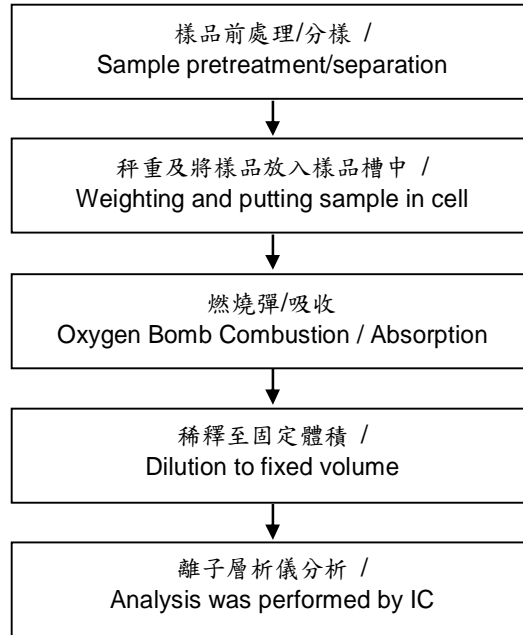 樣品前處理/分樣 /
Sample pretreatment/separation
秤重及將樣品放入樣品槽中 /
Weighting and putting sample in cell
燃燒彈/吸收
Oxygen Bomb Combustion / Absorption
稀釋至固定體積 /
Dilution to fixed volume
離子層析儀分析 /
Analysis was performed by IC